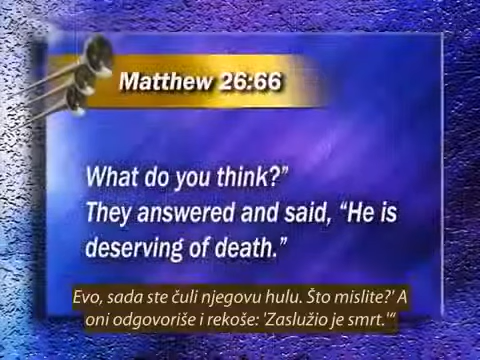 Matthew 26:66
What do you think?”
They answered and said, “He is
deserving of death.”
Evo, sada ste čuli njegovu hulu. Što mislite?' A
oni odgovoriše i rekoše: 'Zaslužio je smrt.'“